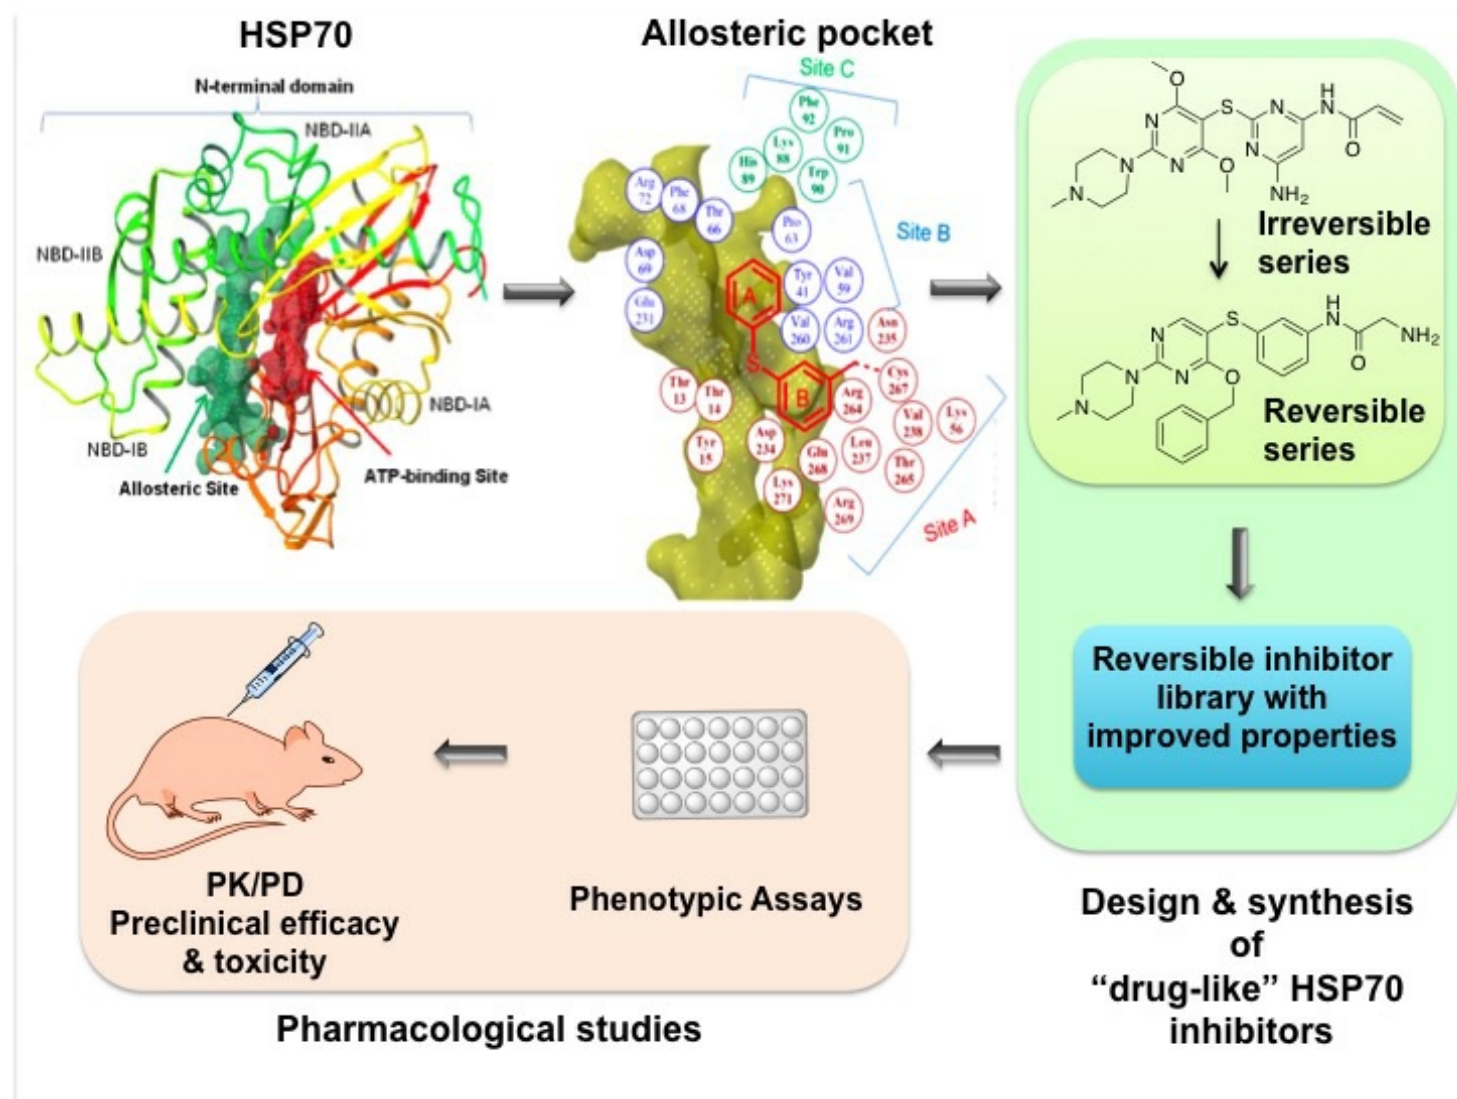 HSP70
N-terminal domain
NBD-IIA
NBD-IIB
NBD-IA
NBD-IB
Allosteric Site
ATP-binding Site
Allosteric pocket
Site C
Phe
92
Pro
91
Lys
88
His
89
Trp
90
Arg
72
Phe
68
Thr
66
Pro
63
Site B
Asp
69
Tyr
41
Val
59
Glu
231
Val
260
Arg
261
Asn
235
A
S
B
Thr
13
Thr
14
Arg
264
Cys
267
Val
238
Lys
56
Tyr
15
Asp
234
Glu
268
Leu
237
Thr
265
Lys
271
Arg
269
Site A
O
S
N
H
N
N
N
N
N
O
O
N
NH2
Irreversible
series
H
N
S
N
NH2
O
N
N
O
N
Reversible
series
Reversible inhibitor
library with
improved properties
Design & synthesis
of
“drug-like” HSP70
inhibitors
Phenotypic Assays
PK/PD
Preclinical efficacy
& toxicity
Pharmacological studies